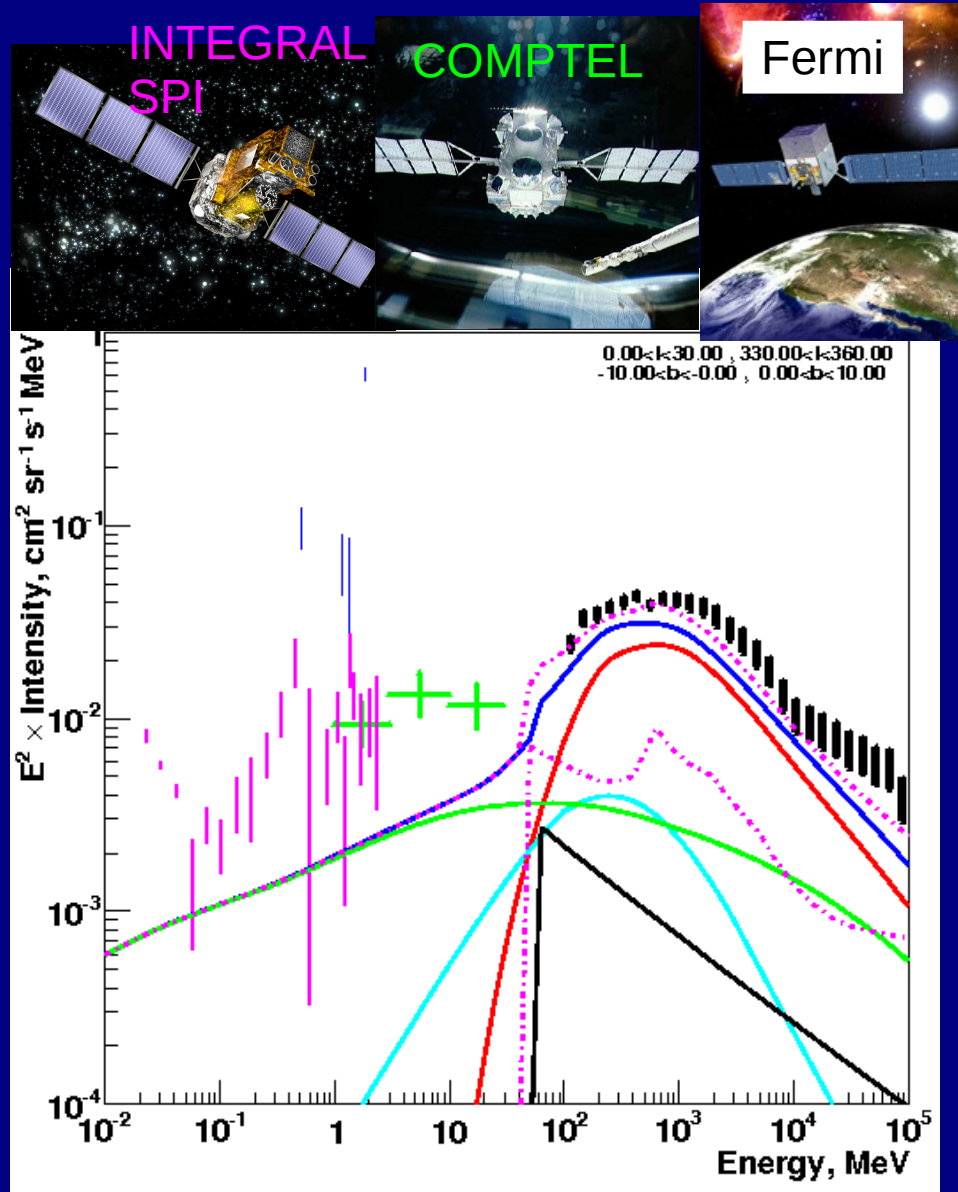 INTEGRAL
SPI
COMPTEL
Fermi
0.00<l<30.00 , 330.00<l<360.00
-10.00<b<-0.00 , 0.00<b<10.00
E² × Intensity, cm² sr⁻¹ s⁻¹ MeV
1
10⁻¹
10⁻²
10⁻³
10⁻⁴
10⁻² 10⁻¹ 1 10 10² 10³ 10⁴ 10⁵
Energy, MeV